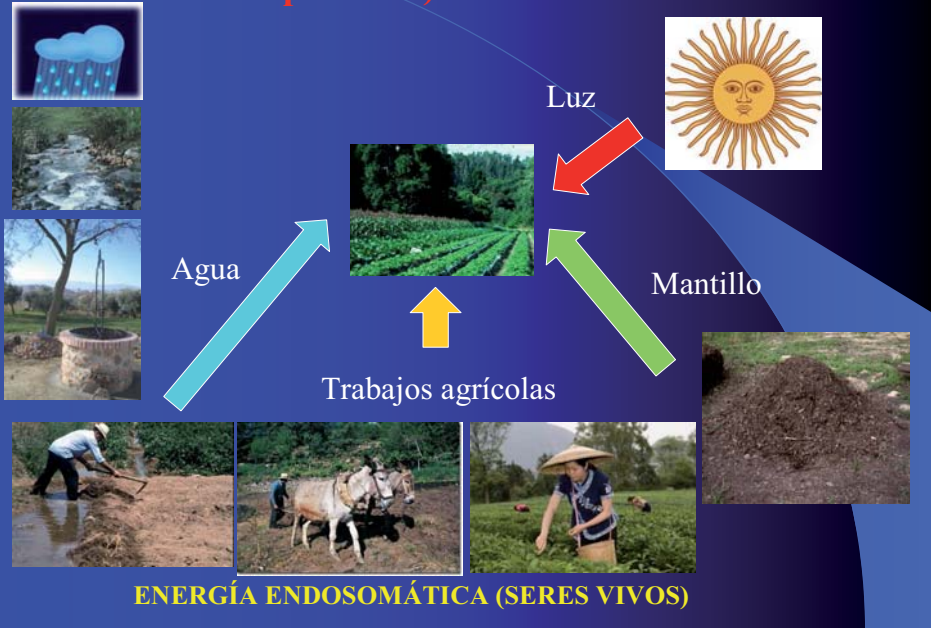 Luz
Agua
Mantillo
Trabajos agrícolas
ENERGÍA ENDOSOMÁTICA (SERES VIVOS)